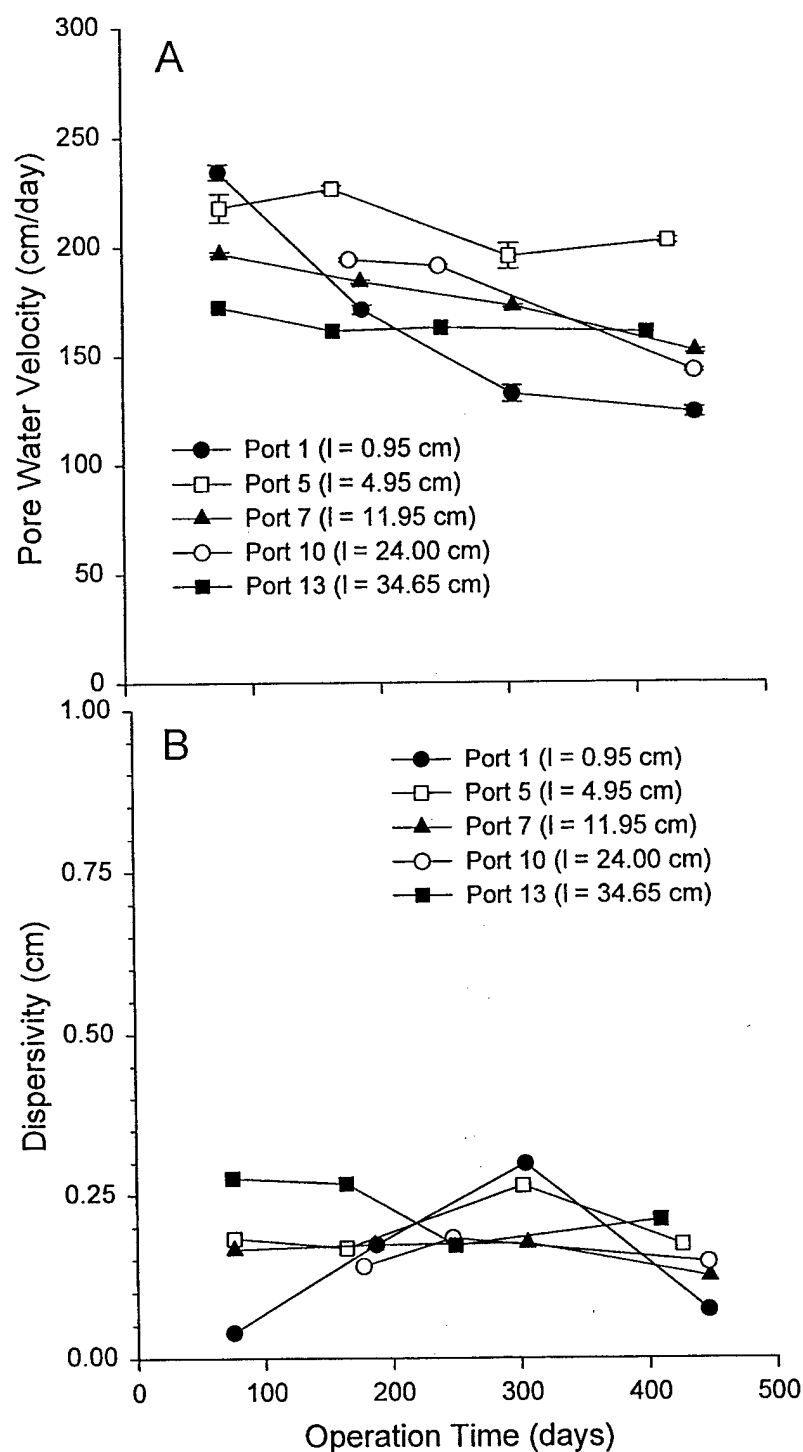 A
300
250
200
150
100
50
0
Pore Water Velocity (cm/day)
Port 1 (l = 0.95 cm)
Port 5 (l = 4.95 cm)
Port 7 (l = 11.95 cm)
Port 10 (l = 24.00 cm)
Port 13 (l = 34.65 cm)
B
1.00
0.75
0.50
0.25
0.00
Dispersivity (cm)
Port 1 (l = 0.95 cm)
Port 5 (l = 4.95 cm)
Port 7 (l = 11.95 cm)
Port 10 (l = 24.00 cm)
Port 13 (l = 34.65 cm)
0 100 200 300 400 500
Operation Time (days)